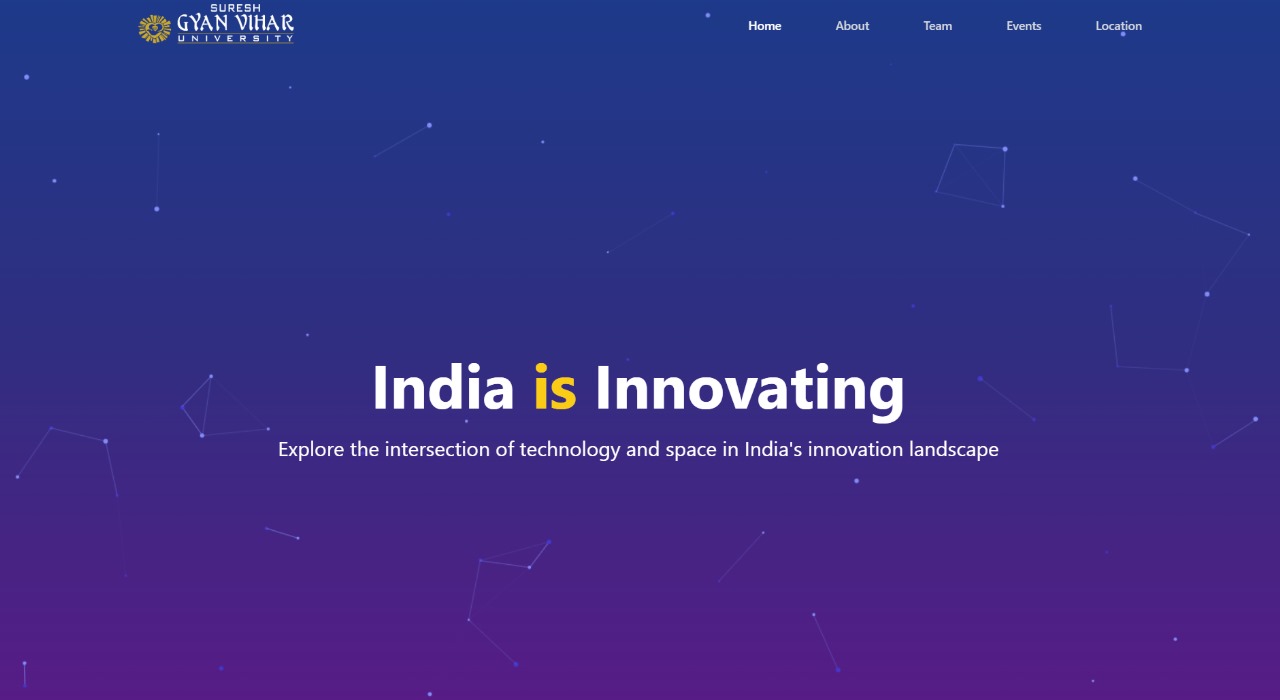 SURESH
GYAN VIHAR
UNIVERSITY
Home About Team Events Location
India is Innovating
Explore the intersection of technology and space in India's innovation landscape